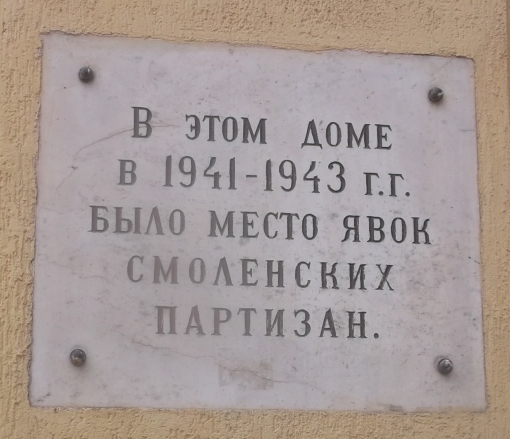 В ЭТОМ ДОМЕ
В 1941-1943 Г.Г.
БЫЛО МЕСТО ЯВОК
СМОЛЕНСКИХ
ПАРТИЗАН.